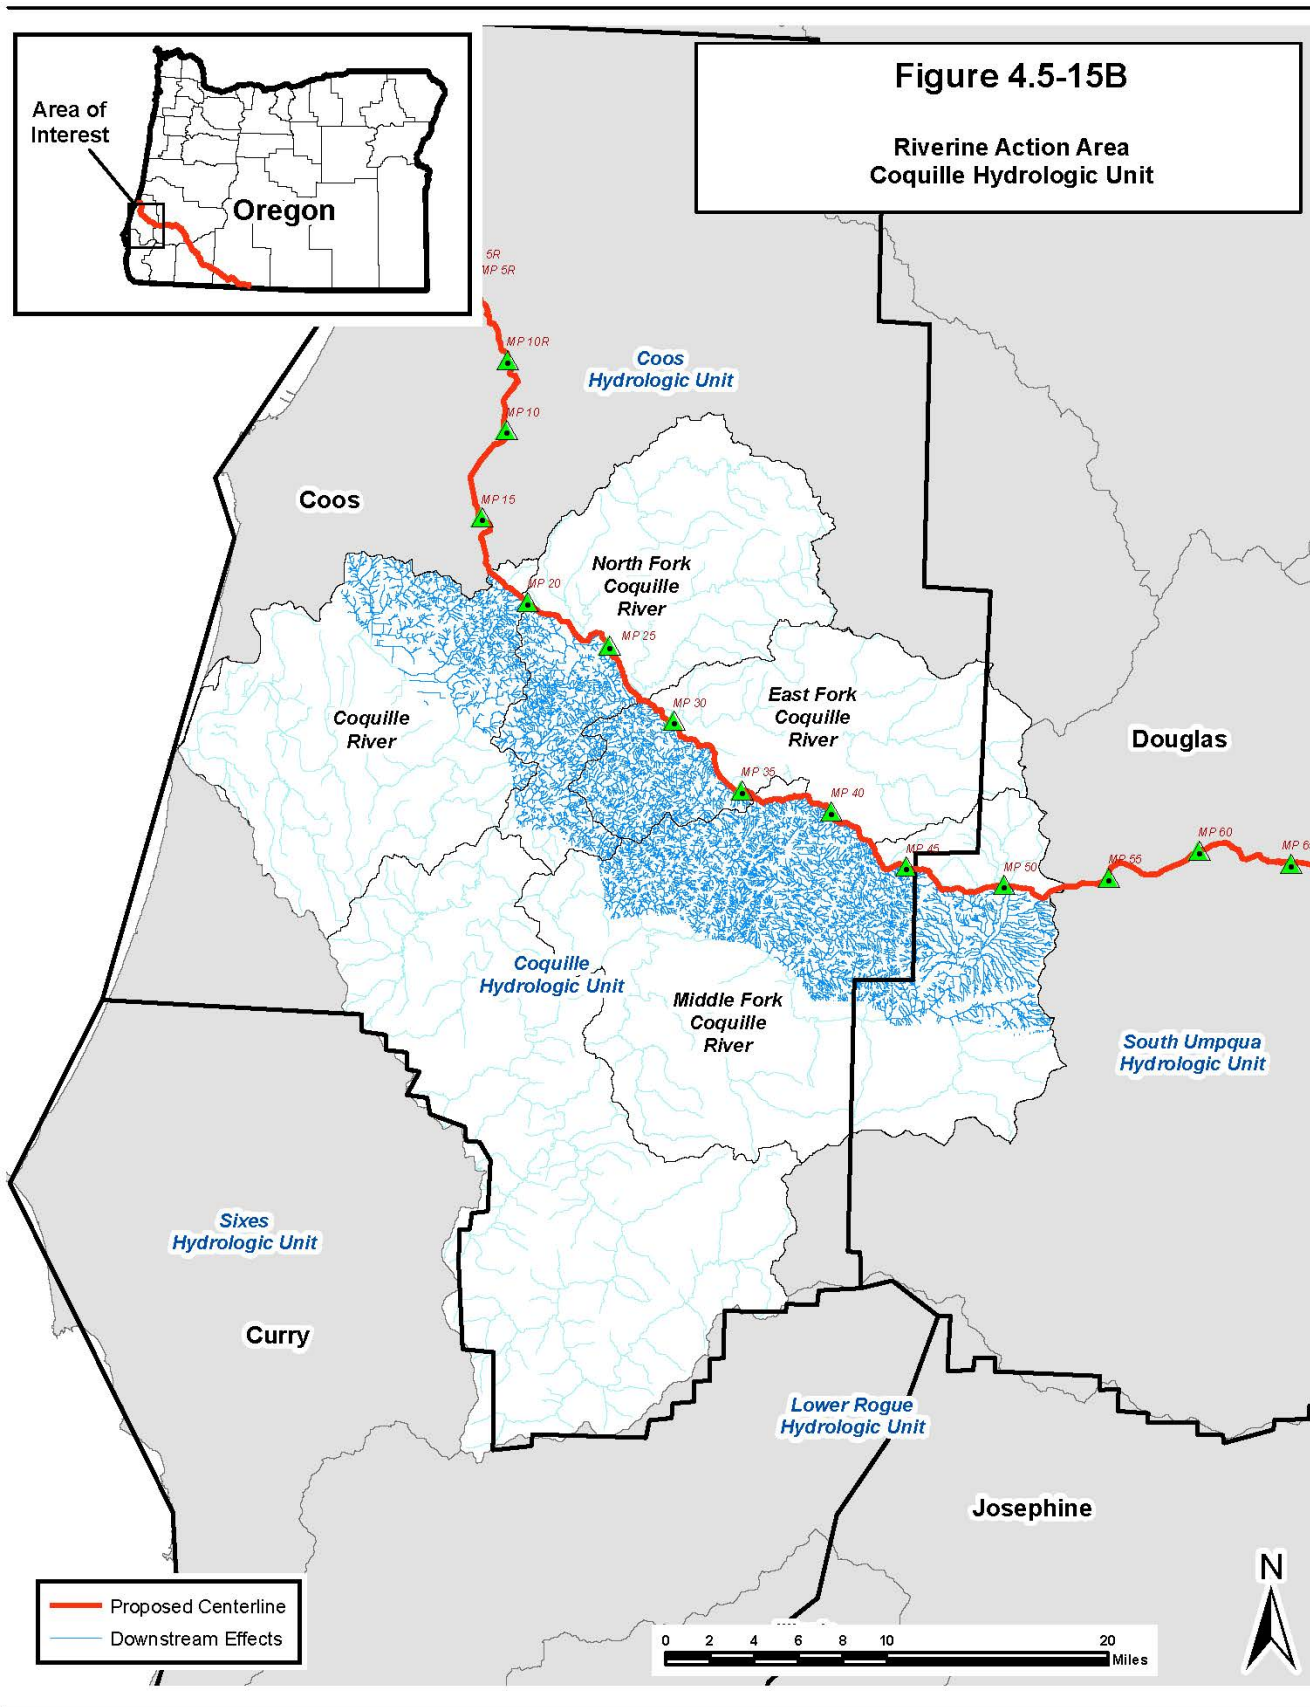 Figure 4.5-15B
Riverine Action Area
Coquille Hydrologic Unit
Area of
Interest
Oregon
5R
MP 5R
MP 10R
Coos
Hydrologic Unit
MP 10
Coos
MP 15
North Fork
Coquille
River
MP 20
MP 25
East Fork
Coquille
River
MP 30
Coquille
River
Douglas
MP 35
MP 40
MP 45
MP 50
MP 55
MP 60
Coquille
Hydrologic Unit
Middle Fork
Coquille
River
South Umpqua
Hydrologic Unit
Sixes
Hydrologic Unit
Curry
Lower Rogue
Hydrologic Unit
Josephine
N
Proposed Centerline
Downstream Effects
0 2 4 6 8 10 20
Miles